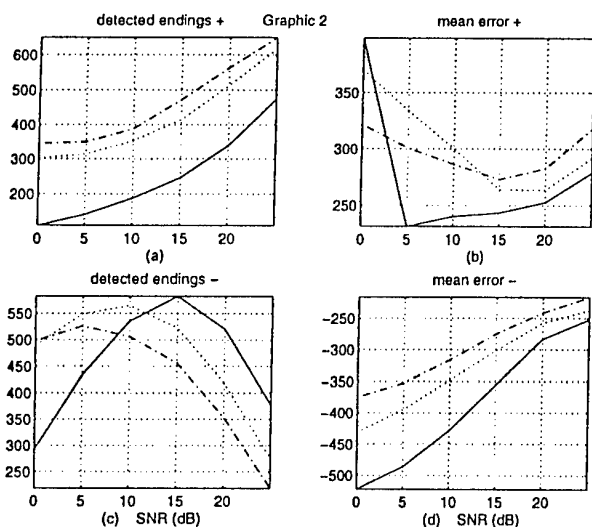 detected endings + Graphic 2 mean error +
600
500
400
300
200
0 5 10 15 20
(a)
350
300
250
0 5 10 15 20
(b)
detected endings −
550
500
450
400
350
300
250
0 5 10 15 20
(c) SNR (dB)
mean error −
−250
−300
−350
−400
−450
−500
0 5 10 15 20
(d) SNR (dB)